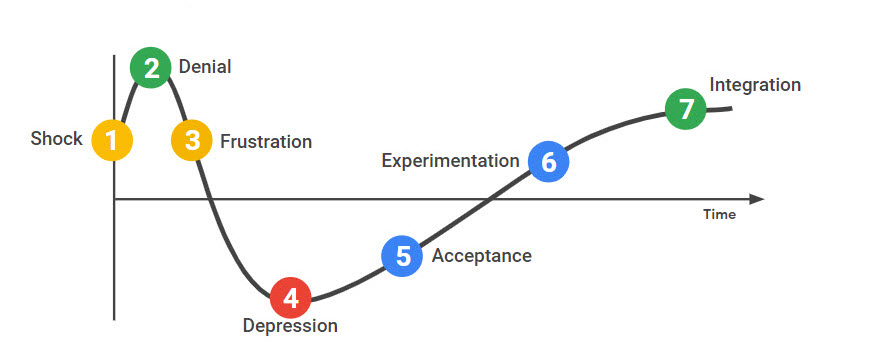 2 Denial
Shock 1
3 Frustration
4
Depression
5 Acceptance
Experimentation 6
7
Integration
Time